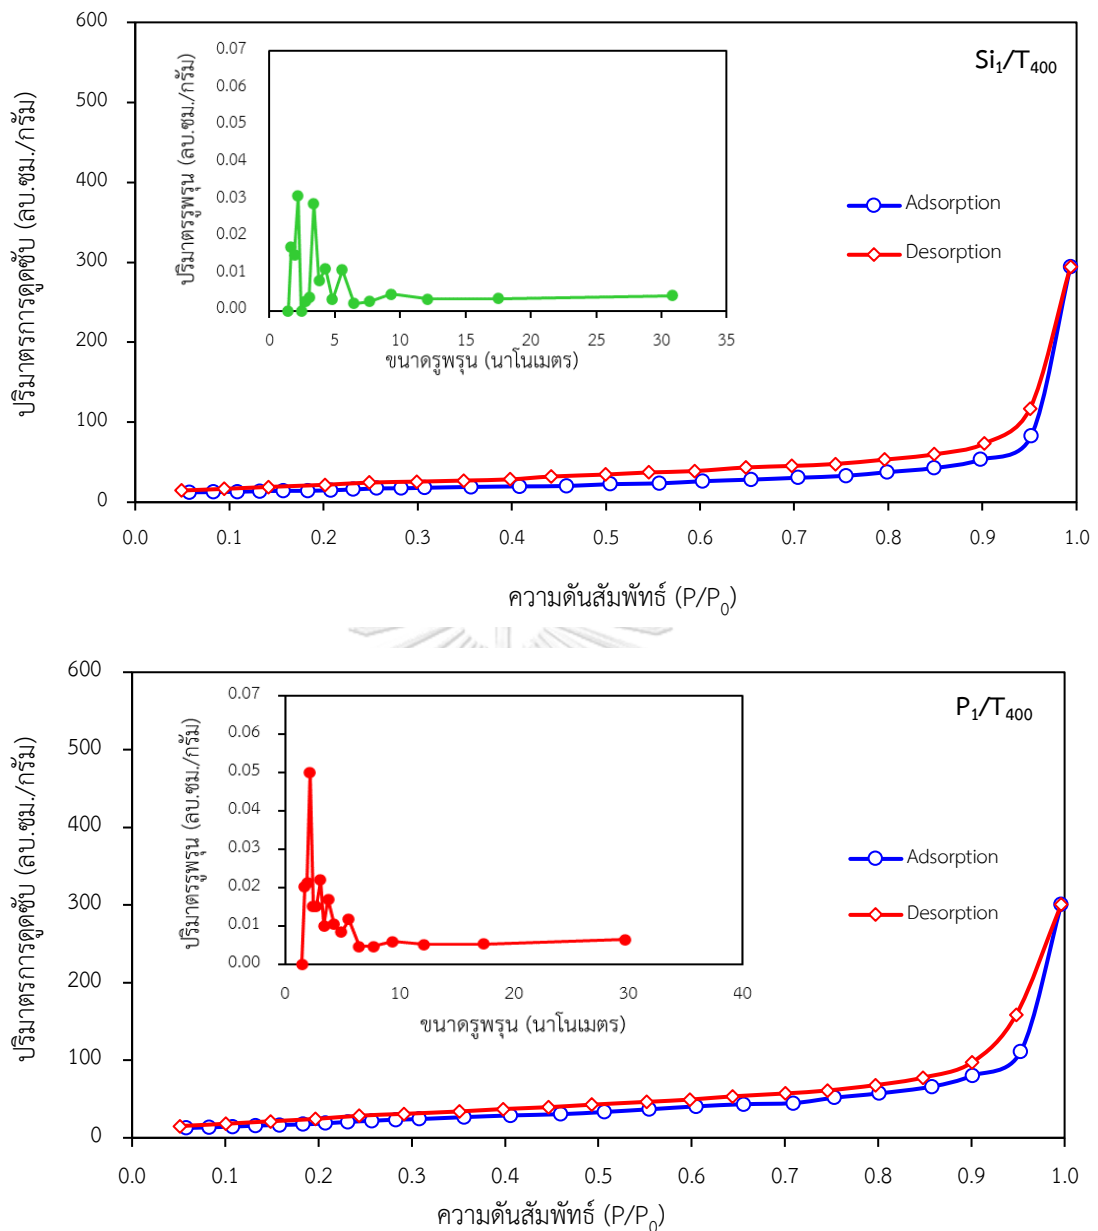 600
500
400
300
200
100
0
ปริมาตรการดูดซับ (ลบ.ซม./กรัม)
Si₁/T₄₀₀
0.07
0.06
0.05
0.04
0.03
0.02
0.01
0.00
ปริมาตรรูพรุน (ลบ.ซม./กรัม)
0 5 10 15 20 25 30 35
ขนาดรูพรุน (นาโนเมตร)
Adsorption
Desorption
0.0 0.1 0.2 0.3 0.4 0.5 0.6 0.7 0.8 0.9 1.0
ความดันสัมพัทธ์ (P/P₀)
600
500
400
300
200
100
0
ปริมาตรการดูดซับ (ลบ.ซม./กรัม)
P₁/T₄₀₀
0.07
0.06
0.05
0.04
0.03
0.02
0.01
0.00
ปริมาตรรูพรุน (ลบ.ซม./กรัม)
0 10 20 30 40
ขนาดรูพรุน (นาโนเมตร)
Adsorption
Desorption
0.0 0.1 0.2 0.3 0.4 0.5 0.6 0.7 0.8 0.9 1.0
ความดันสัมพัทธ์ (P/P₀)